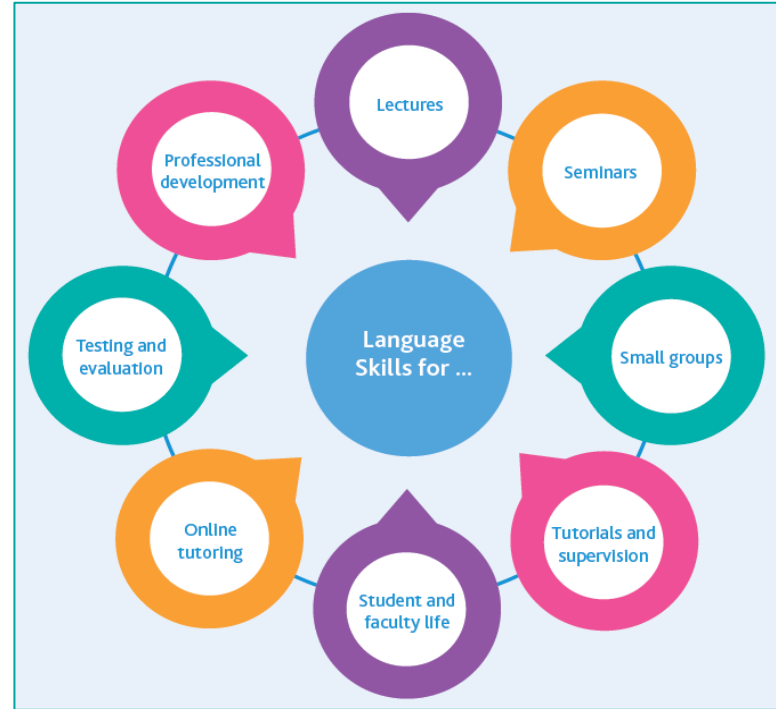 Lectures
Seminars
Small groups
Tutorials and
supervision
Student and
faculty life
Online
tutoring
Testing and
evaluation
Professional
development
Language
Skills for ...